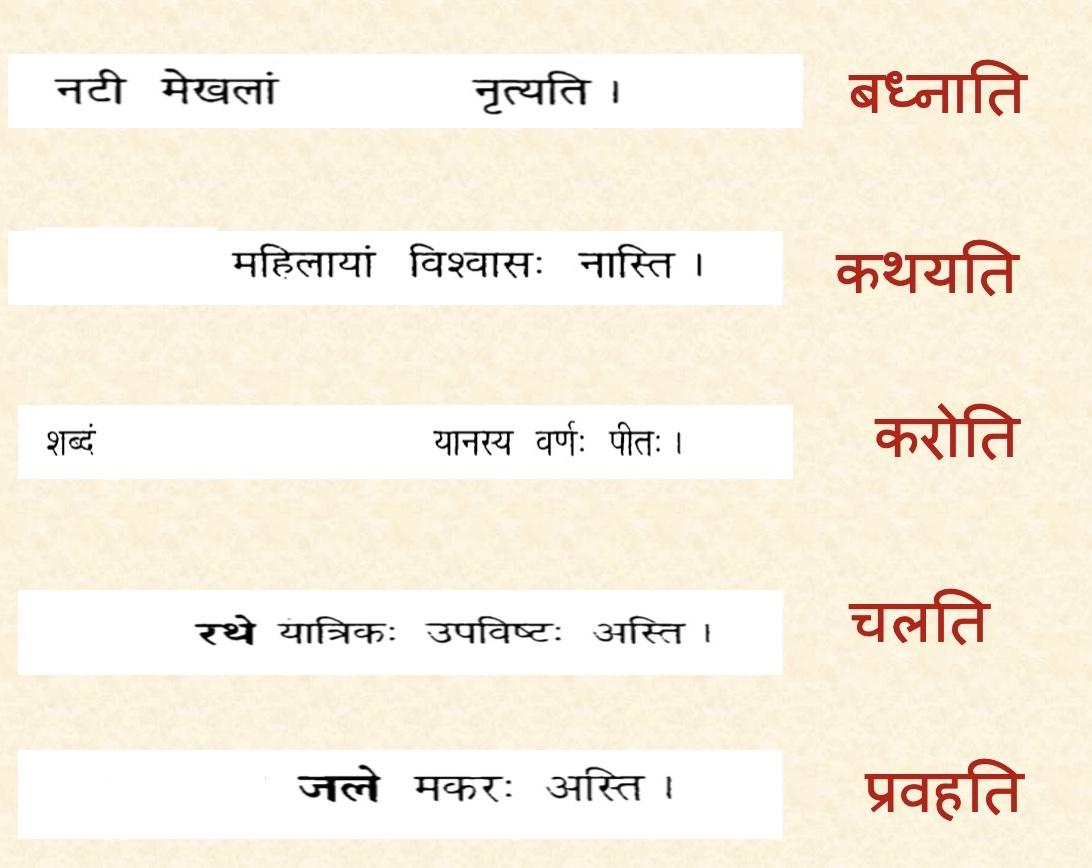 नटी मेखलां नृत्यति । बध्नाति
महिलायां विश्वासः नास्ति । कथयति
शब्दं यानस्य वर्णः पीतः । करोति
रथे यात्रिकः उपविष्टः अस्ति । चलति
जले मकरः अस्ति । प्रवहति